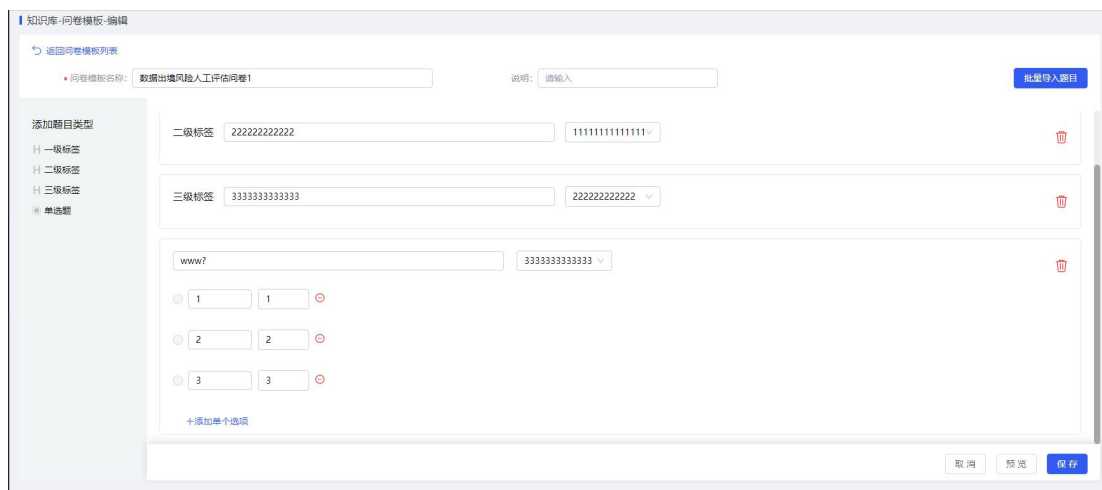 知识库-问卷模板-编辑
返回问卷模板列表
*问卷模板名称: 数据出境风险人工评估问卷1 说明: 请输入 批量导入题目
添加题目类型
H 一级标签
H 二级标签
H 三级标签
单选题
二级标签 222222222222 11111111111111
三级标签 3333333333333 222222222222
www? 3333333333333
1 1
2 2
3 3
+添加单个选项
取消 预览 保存